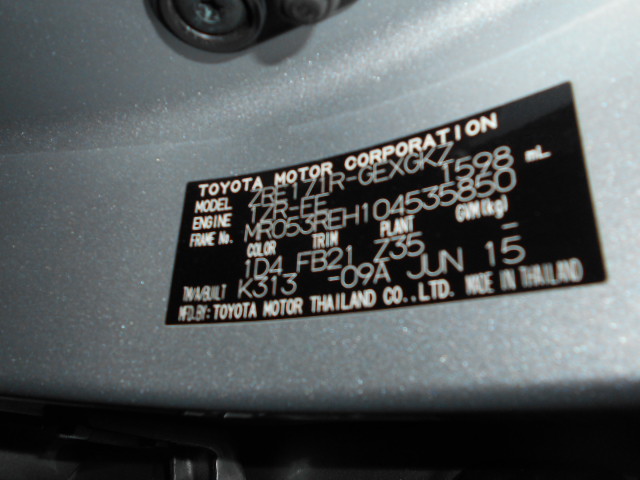 TOYOTA MOTOR CORPORATION
MODEL ZRE171R-GEXGKZ
ENGINE 1ZR-FE 1598 mL
FRAME No. MR053REH104535850
COLOR TRIM PLANT GVM(kg)
1D4 FB21 Z35
TM/A/BUILT K313 -09A JUN 15
MFD.BY: TOYOTA MOTOR THAILAND CO.,LTD. MADE IN THAILAND